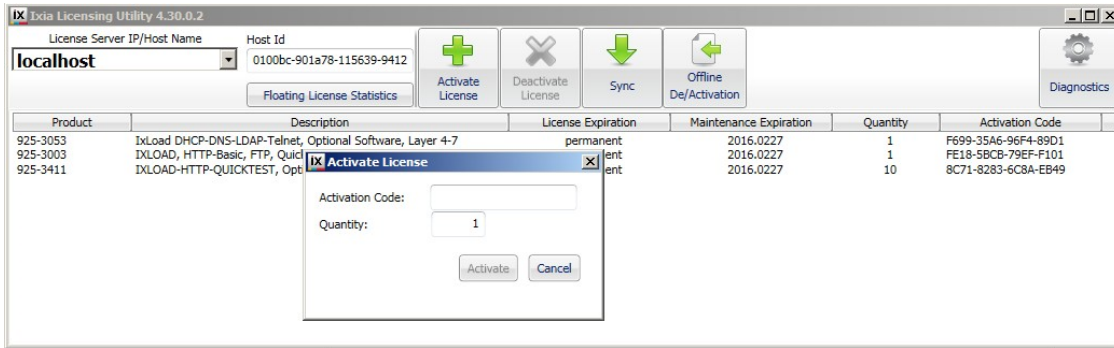 IX Ixia Licensing Utility 4.30.0.2
License Server IP/Host Name
localhost
Host Id
0100bc-901a78-115639-9412
Floating License Statistics
Activate License
Deactivate License
Sync
Offline De/Activation
Diagnostics
Product Description License Expiration Maintenance Expiration Quantity Activation Code
925-3053 IxLoad DHCP-DNS-LDAP-Telnet, Optional Software, Layer 4-7 permanent 2016.0227 1 F699-35A6-96F4-89D1
925-3003 IXLOAD, HTTP-Basic, FTP, 2016.0227 1 FE18-5BCB-79EF-F101
925-3411 IXLOAD-HTTP-QUICKTEST, 2016.0227 10 8C71-8283-6C8A-EB49
IX Activate License
Activation Code:
Quantity: 1
Activate Cancel